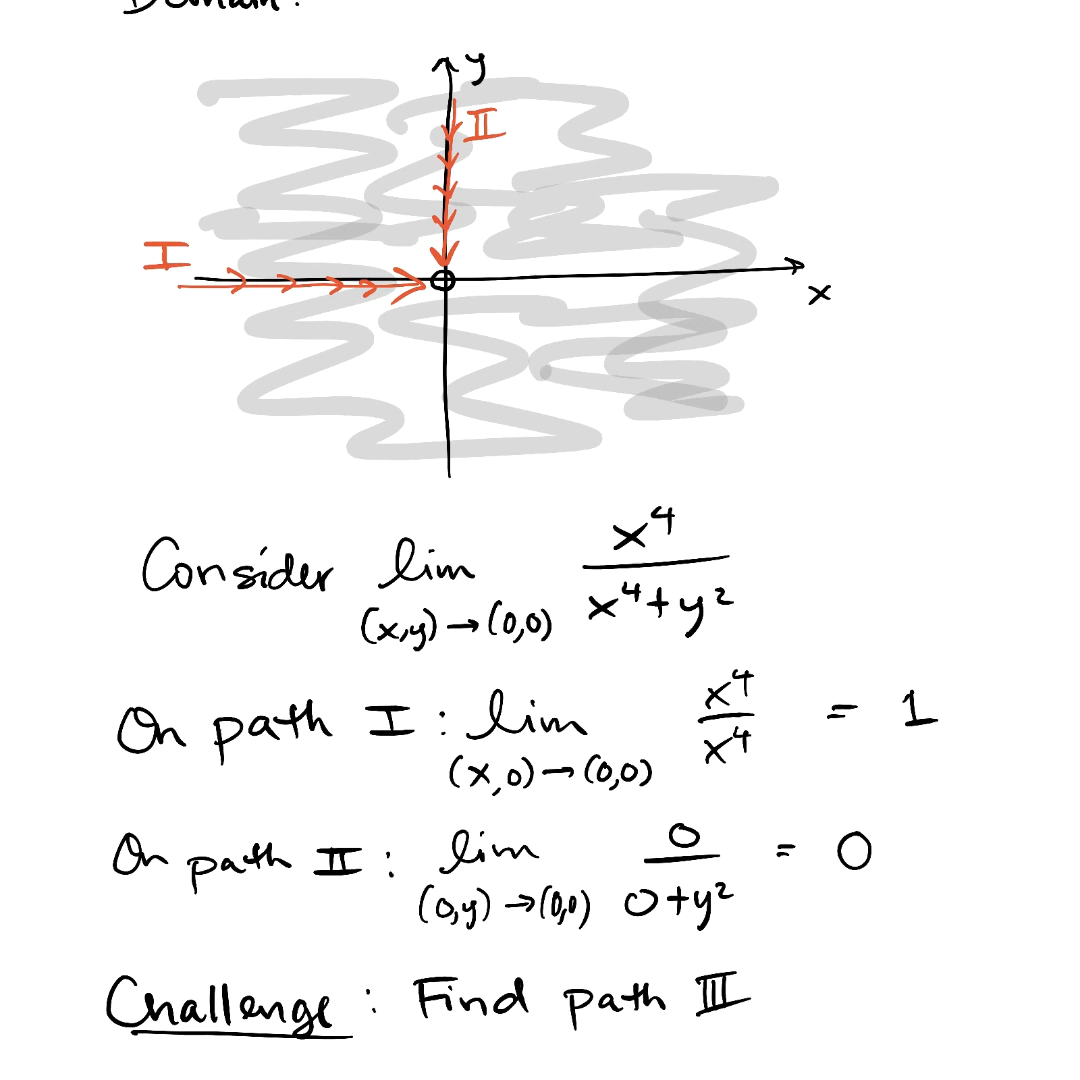 Domain:
y
II
I
x
Consider lim x⁴
(x,y)→(0,0) x⁴+y²
On path I: lim x⁴ = 1
(x,0)→(0,0) x⁴
On path II: lim 0 = 0
(0,y)→(0,0) 0+y²
Challenge: Find path III